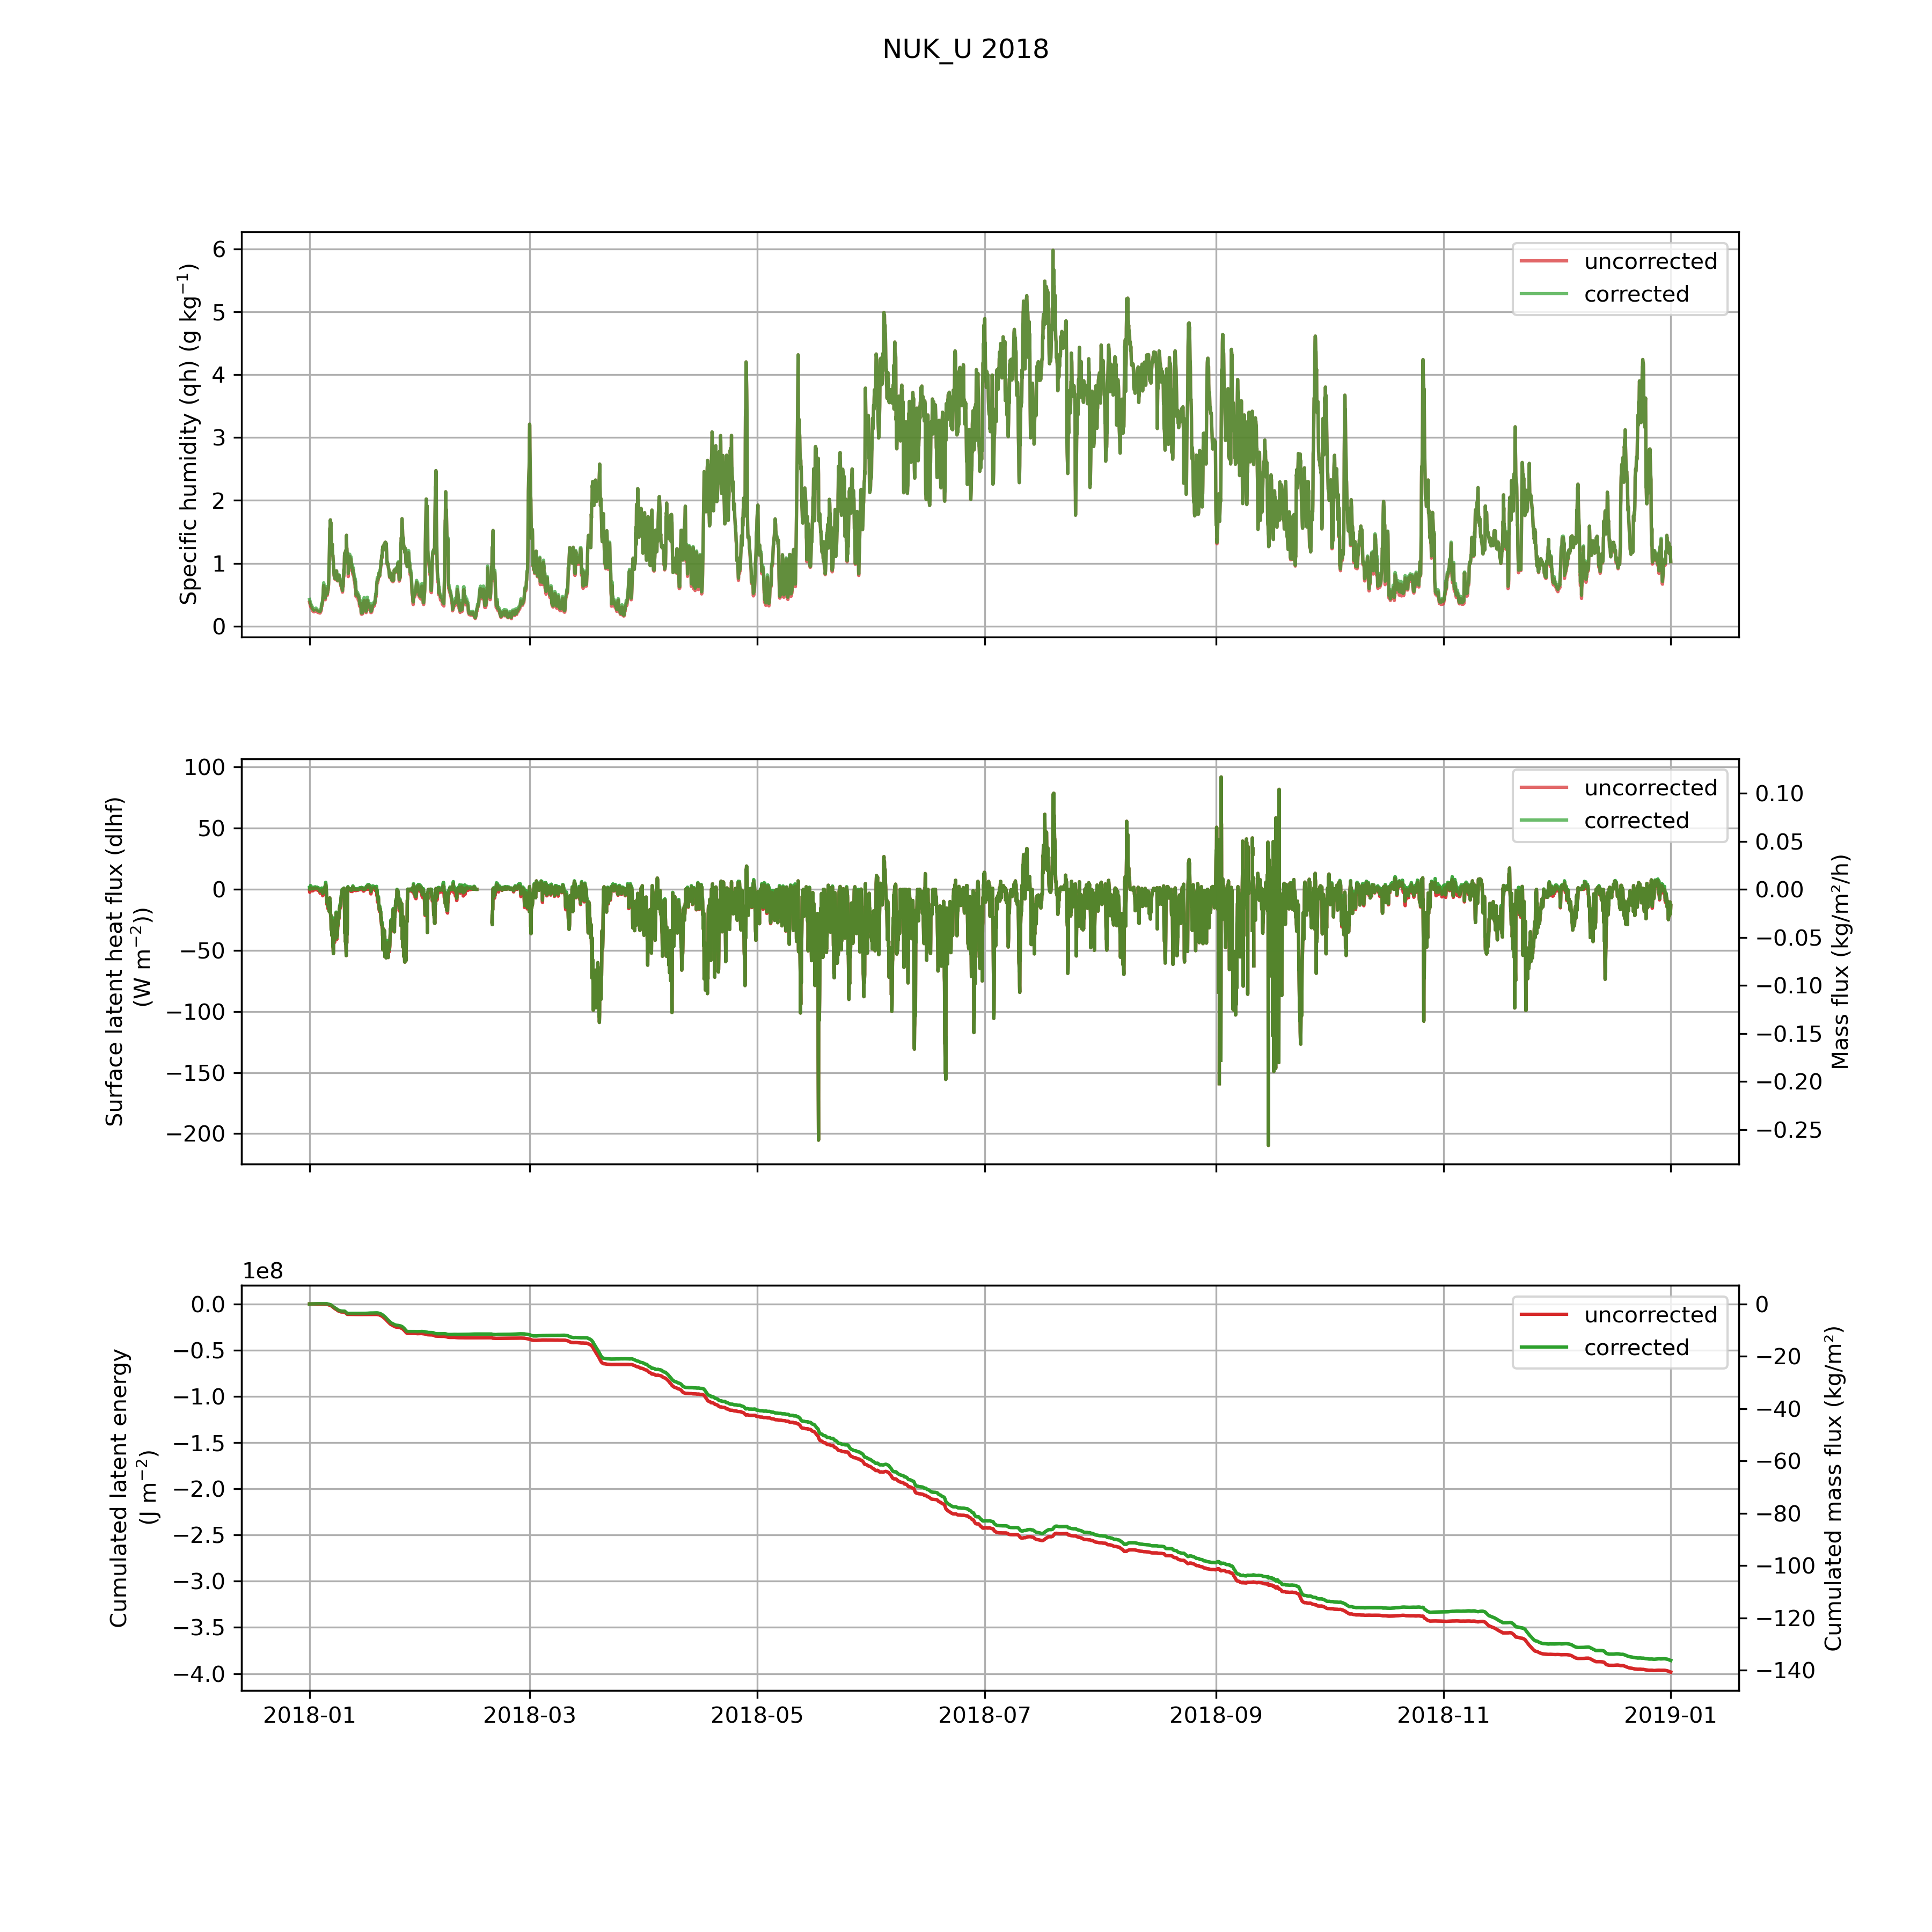 NUK_U 2018
Specific humidity (qh) (g kg⁻¹)
6
5
4
3
2
1
0
uncorrected
corrected
Surface latent heat flux (dlhf)
(W m⁻²))
100
50
0
−50
−100
−150
−200
uncorrected
corrected
0.10
0.05
0.00
−0.05
−0.10
−0.15
−0.20
−0.25
Mass flux (kg/m²/h)
1e8
Cumulated latent energy
(J m⁻²)
0.0
−0.5
−1.0
−1.5
−2.0
−2.5
−3.0
−3.5
−4.0
uncorrected
corrected
0
−20
−40
−60
−80
−100
−120
−140
Cumulated mass flux (kg/m²)
2018-01 2018-03 2018-05 2018-07 2018-09 2018-11 2019-01